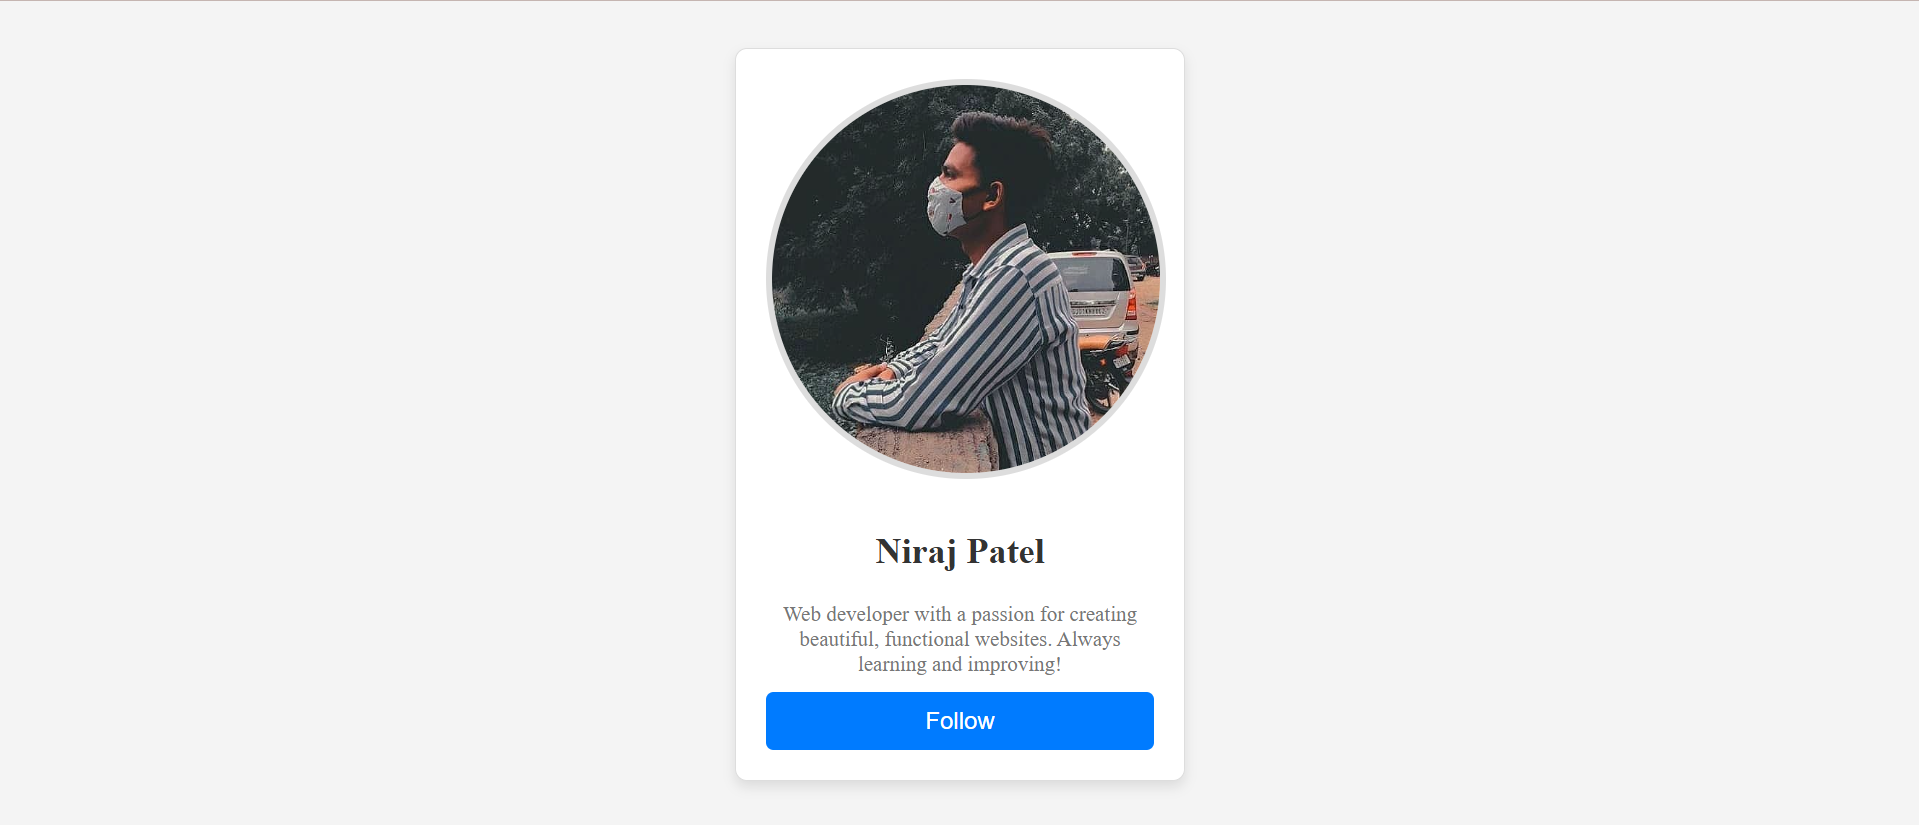 Niraj Patel
Web developer with a passion for creating
beautiful, functional websites. Always
learning and improving!
Follow